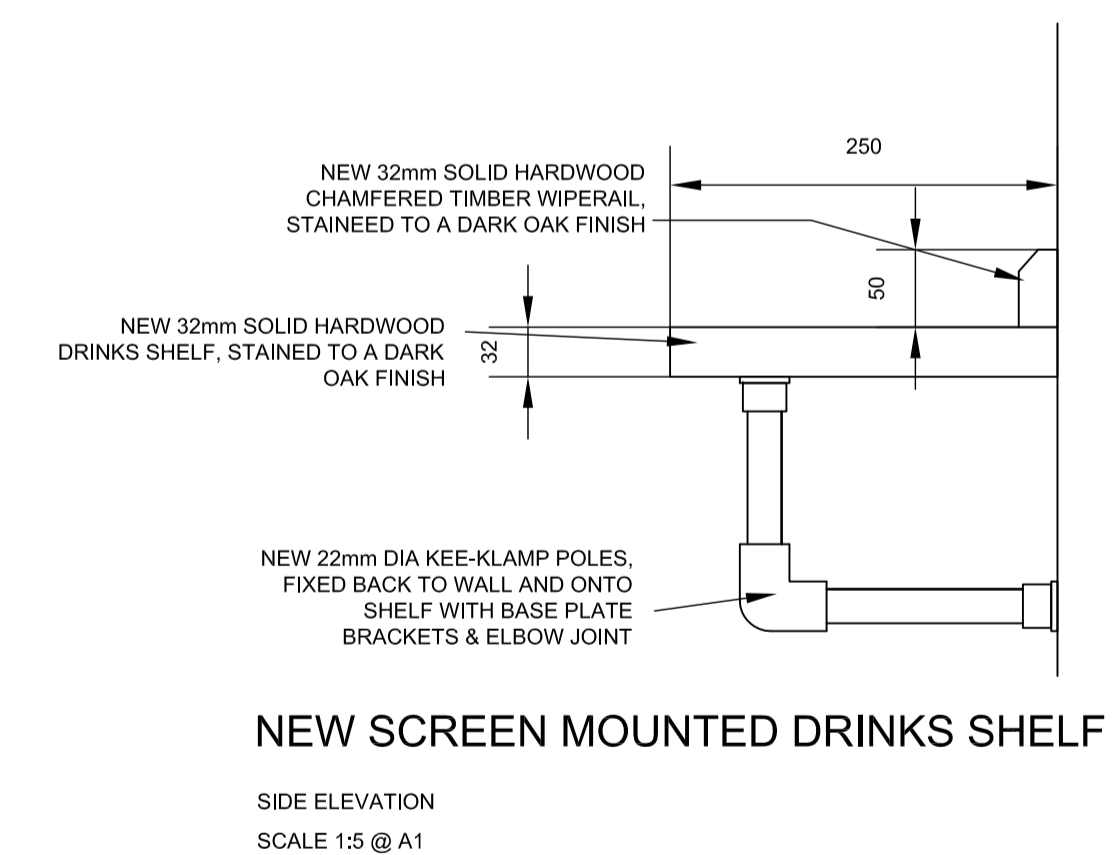 250
NEW 32mm SOLID HARDWOOD
CHAMFERED TIMBER WIPERAIL,
STAINEED TO A DARK OAK FINISH
50
NEW 32mm SOLID HARDWOOD
DRINKS SHELF, STAINED TO A DARK
OAK FINISH
32
NEW 22mm DIA KEE-KLAMP POLES,
FIXED BACK TO WALL AND ONTO
SHELF WITH BASE PLATE
BRACKETS & ELBOW JOINT
NEW SCREEN MOUNTED DRINKS SHELF
SIDE ELEVATION
SCALE 1:5 @ A1